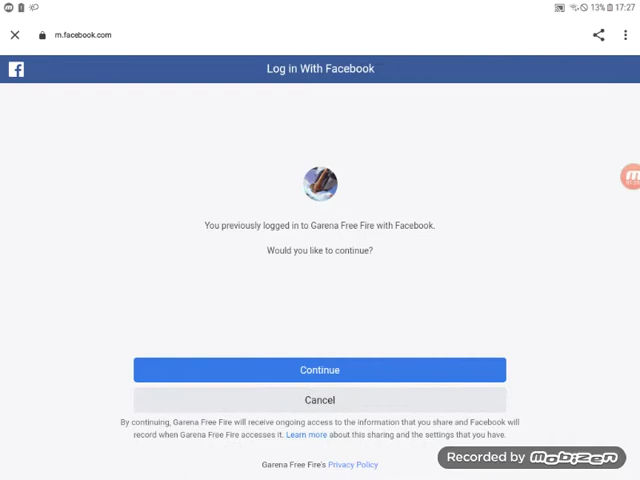 13% 17:27
m.facebook.com
Log in With Facebook
You previously logged in to Garena Free Fire with Facebook.
Would you like to continue?
Continue
Cancel
By continuing, Garena Free Fire will receive ongoing access to the information that you share and Facebook will
record when Garena Free Fire accesses it. Learn more about this sharing and the settings that you have.
Garena Free Fire's Privacy Policy
Recorded by Mobizen